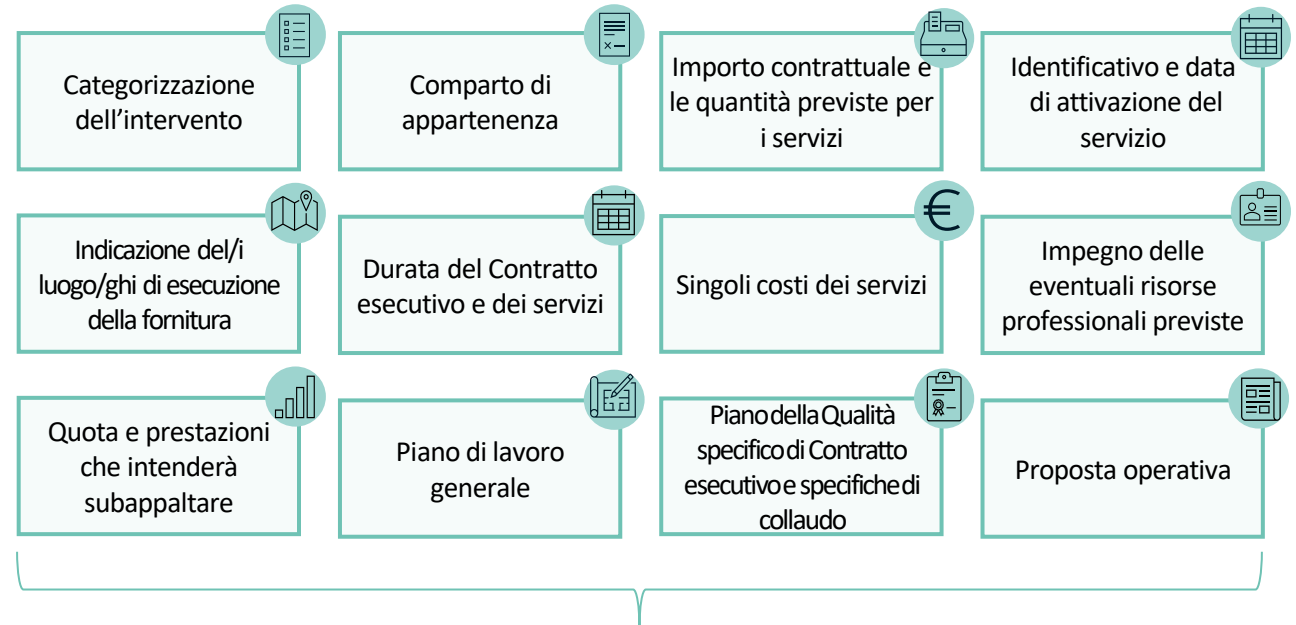 Categorizzazione
dell'intervento
Comparto di
appartenenza
Importo contrattuale e
le quantità previste per
i servizi
Identificativo e data
di attivazione del
servizio
Indicazione del/i
luogo/ghi di esecuzione
della fornitura
Durata del Contratto
esecutivo e dei servizi
Singoli costi dei servizi
Impegno delle
eventuali risorse
professionali previste
Quota e prestazioni
che intenderà
subappaltare
Piano di lavoro
generale
Piano della Qualità
specifico di Contratto
esecutivo e specifiche di
collaudo
Proposta operativa